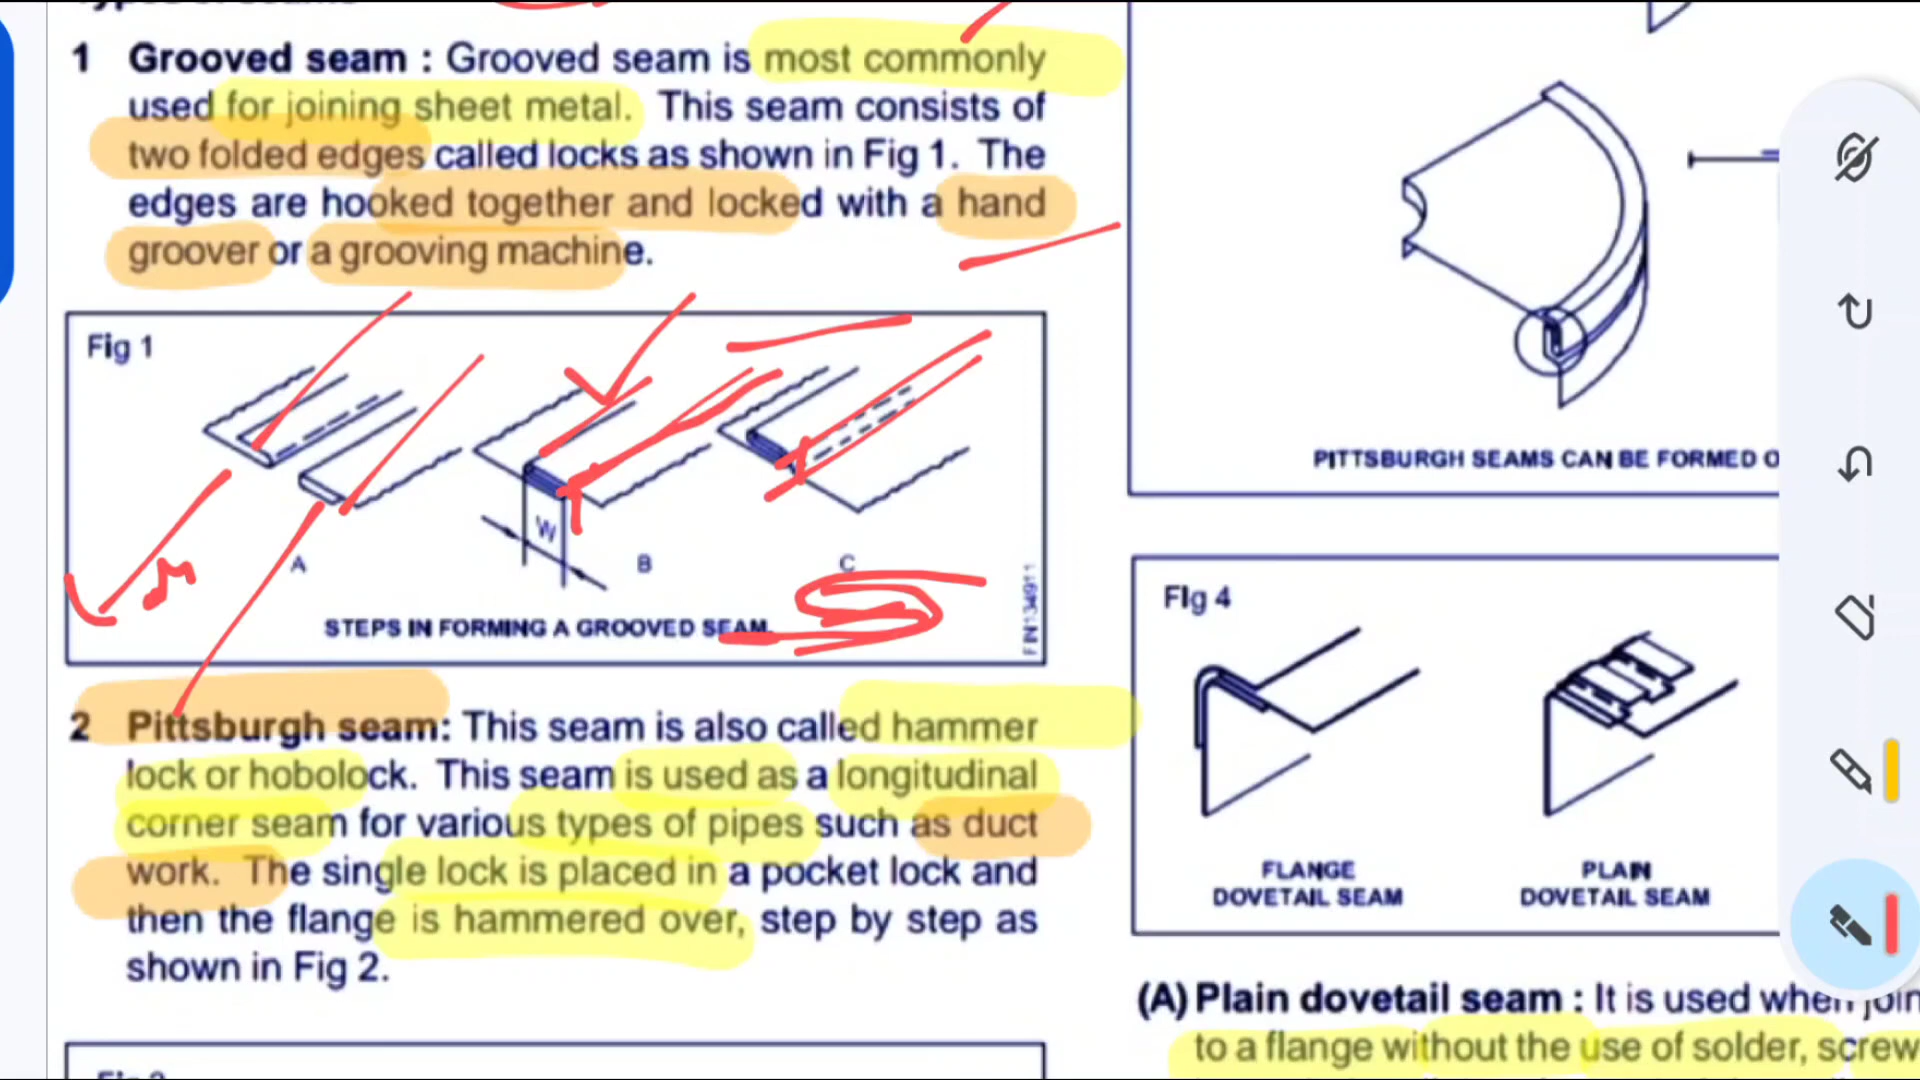 Types of seams
1 Grooved seam : Grooved seam is most commonly
used for joining sheet metal. This seam consists of
two folded edges called locks as shown in Fig 1. The
edges are hooked together and locked with a hand
groover or a grooving machine.
Fig 1
W
A
B
C
STEPS IN FORMING A GROOVED SEAM
FIN134911
2 Pittsburgh seam: This seam is also called hammer
lock or hobolock. This seam is used as a longitudinal
corner seam for various types of pipes such as duct
work. The single lock is placed in a pocket lock and
then the flange is hammered over, step by step as
shown in Fig 2.
PITTSBURGH SEAMS CAN BE FORMED O
Fig 4
FLANGE
DOVETAIL SEAM
PLAIN
DOVETAIL SEAM
(A) Plain dovetail seam : It is used when join
to a flange without the use of solder, screw